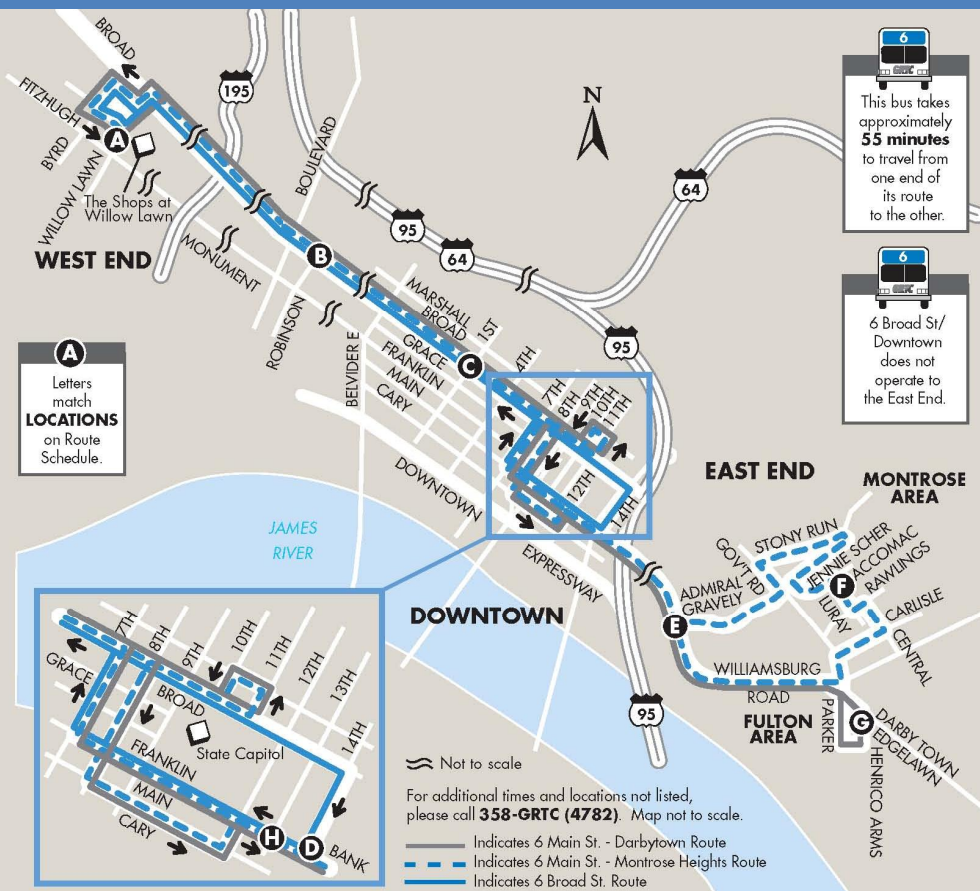 BROAD
FITZHUGH
BYRD
WILLOW LAWN
A
The Shops at
Willow Lawn
WEST END
195
BOULEVARD
N
6
GRTC
This bus takes
approximately
55 minutes
to travel from
one end of
its route
to the other.
64
95
64
MONUMENT
B
ROBINSON
6
GRTC
6 Broad St/
Downtown
does not
operate to
the East End.
A
Letters
match
LOCATIONS
on Route
Schedule.
BELVIDER E
MARSHALL
BROAD
GRACE
FRANKLIN
MAIN
CARY
1ST
C
4TH
7TH
8TH
9TH
10TH
11TH
12TH
14TH
95
DOWNTOWN
EXPRESSWAY
JAMES
RIVER
DOWNTOWN
EAST END
MONTROSE
AREA
STONY RUN
GOV'T RD
JENNIE SCHER
ACCOMAC
RAWLINGS
F
LURAY
CARLISLE
CENTRAL
ADMIRAL
GRAVELY
E
WILLIAMSBURG
ROAD
FULTON
AREA
PARKER
G
DARBY TOWN
EDGELAWN
HENRICO ARMS
95
7TH
8TH
9TH
10TH
11TH
12TH
13TH
14TH
GRACE
BROAD
State Capitol
FRANKLIN
MAIN
CARY
H
D
BANK
Not to scale
For additional times and locations not listed,
please call 358-GRTC (4782). Map not to scale.
Indicates 6 Main St. - Darbytown Route
Indicates 6 Main St. - Montrose Heights Route
Indicates 6 Broad St. Route